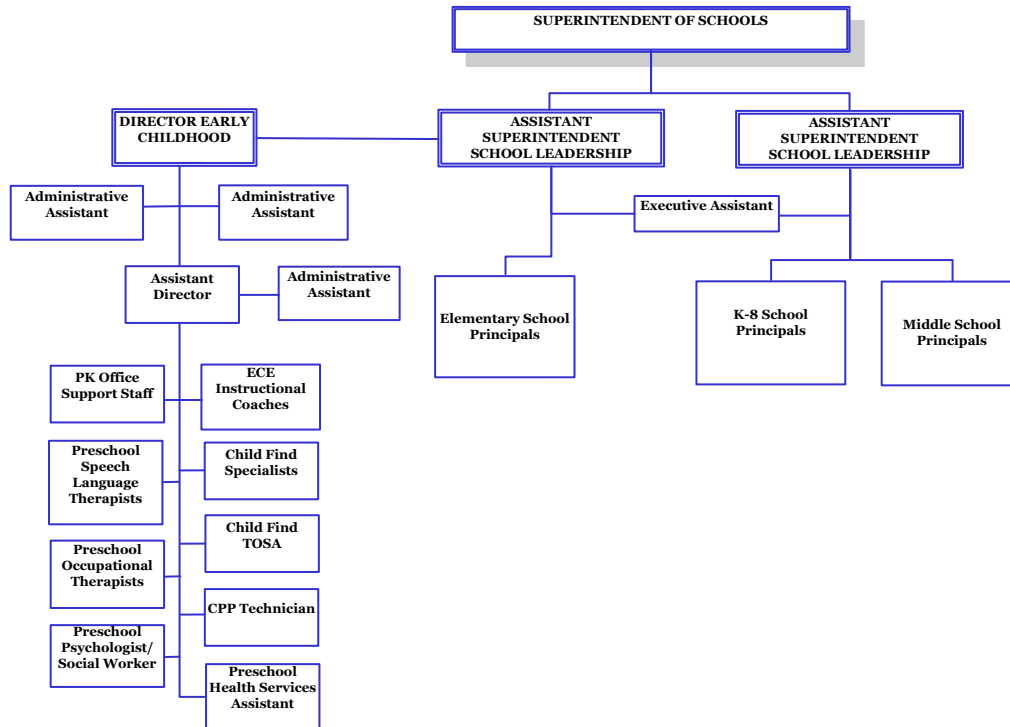 SUPERINTENDENT OF SCHOOLS
DIRECTOR EARLY
CHILDHOOD
ASSISTANT
SUPERINTENDENT
SCHOOL LEADERSHIP
ASSISTANT
SUPERINTENDENT
SCHOOL LEADERSHIP
Administrative
Assistant
Administrative
Assistant
Executive Assistant
Assistant
Director
Administrative
Assistant
Elementary School
Principals
K-8 School
Principals
Middle School
Principals
PK Office
Support Staff
ECE
Instructional
Coaches
Preschool
Speech
Language
Therapists
Child Find
Specialists
Child Find
TOSA
Preschool
Occupational
Therapists
CPP Technician
Preschool
Psychologist/
Social Worker
Preschool
Health Services
Assistant